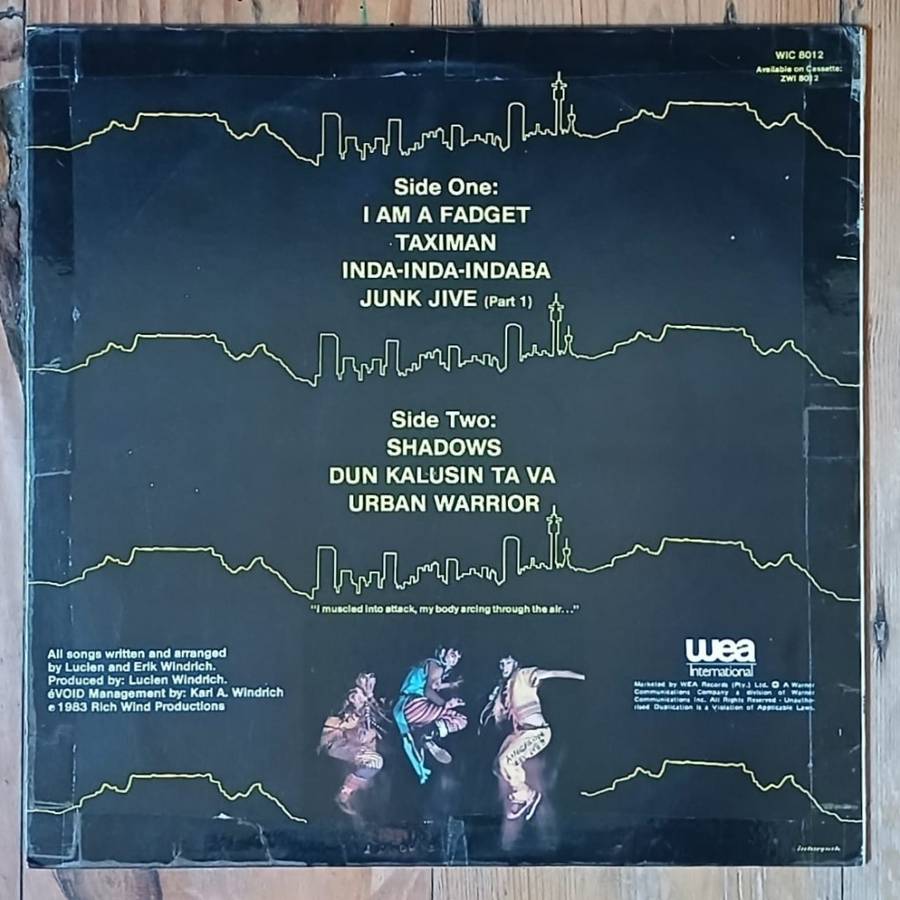 WIC 8012
Available on Cassette:
ZWI 8012
Side One:
I AM A FADGET
TAXIMAN
INDA-INDA-INDABA
JUNK JIVE (Part 1)
Side Two:
SHADOWS
DUN KALUSIN TA VA
URBAN WARRIOR
"I muscled into attack, my body arcing through the air..."
All songs written and arranged
by Lucien and Erik Windrich.
Produced by: Lucien Windrich.
éVOID Management by: Karl A. Windrich
℗ 1983 Rich Wind Productions
wea
International
Marketed by WEA Records (Pty.) Ltd. A Warner
Communications Company a division of Warner
Communications Inc. All Rights Reserved - Unautho-
rised Duplication is a Violation of Applicable Laws.